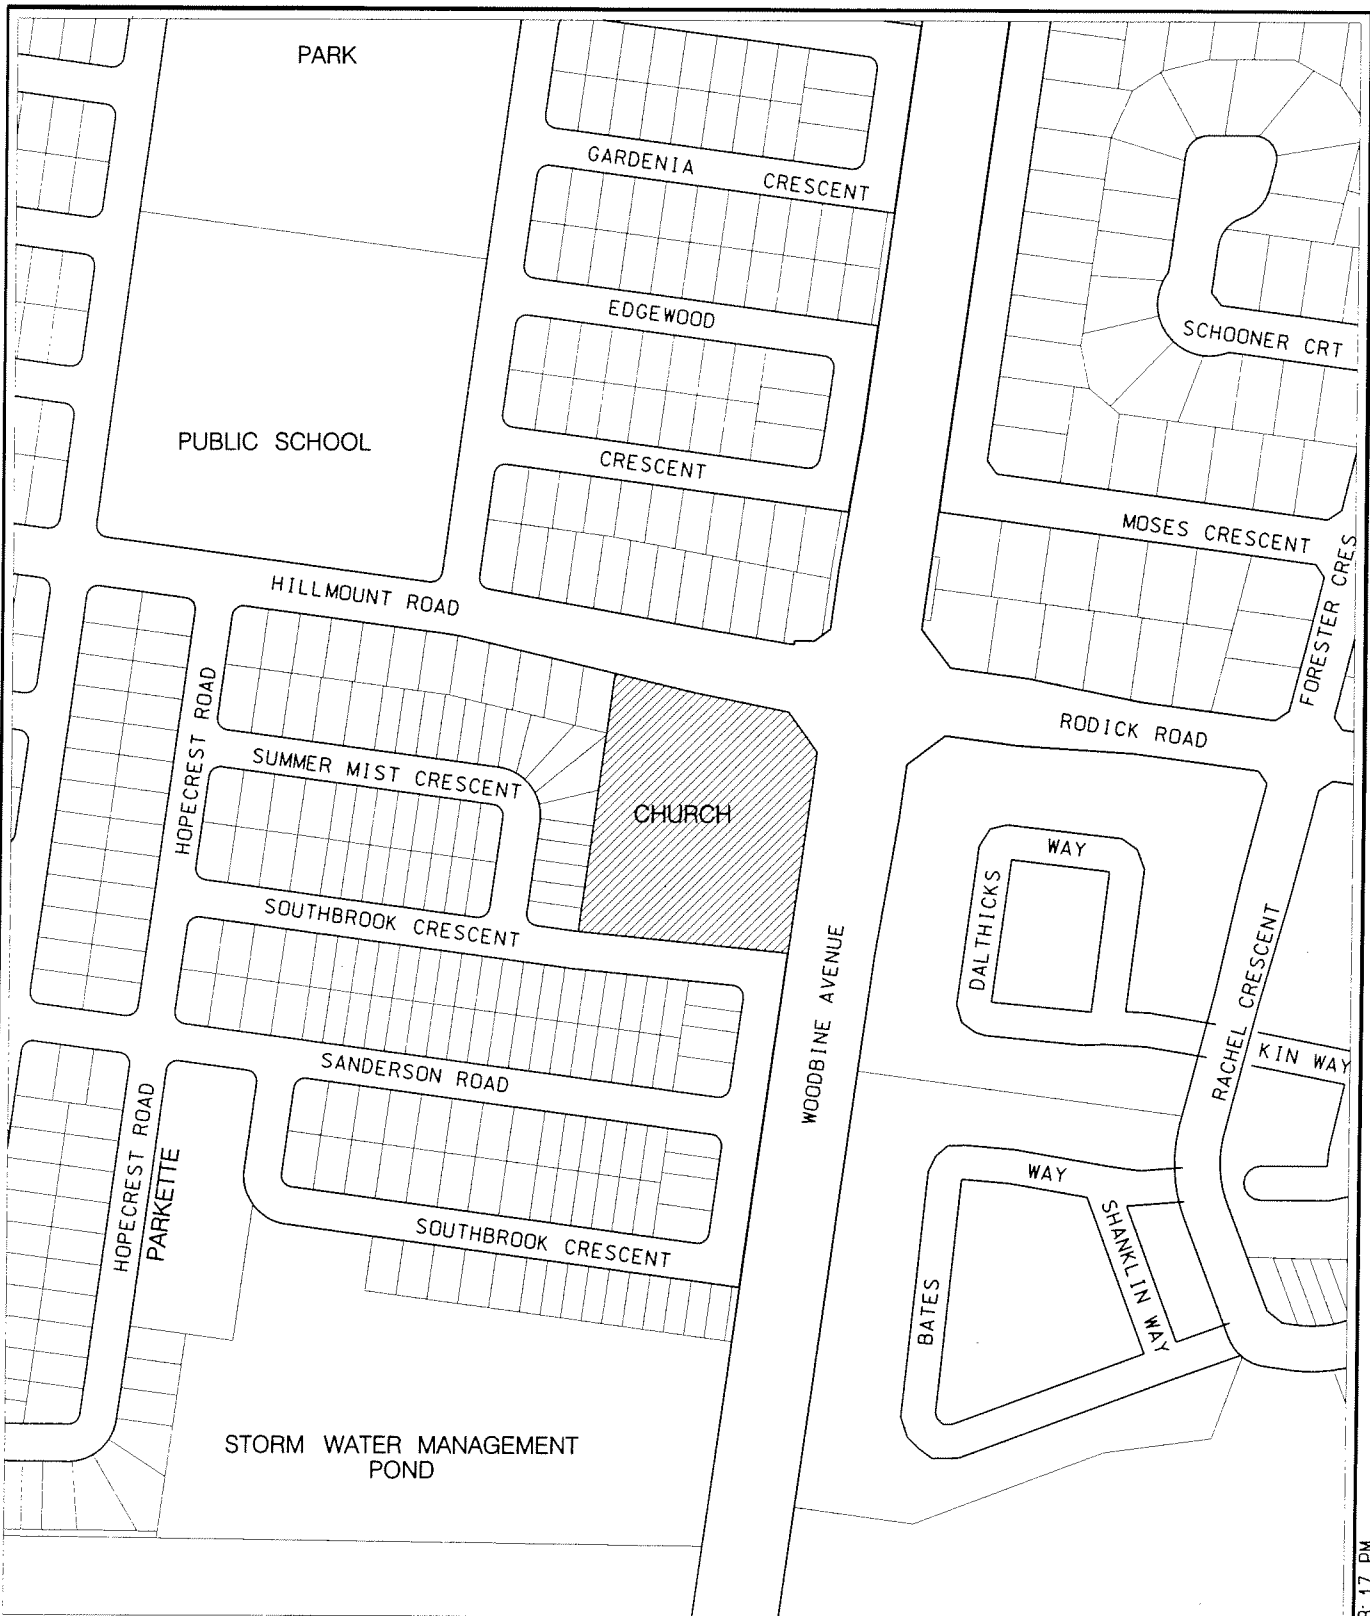 PARK
GARDENIA CRESCENT
EDGEWOOD
SCHOONER CRT
PUBLIC SCHOOL
CRESCENT
MOSES CRESCENT
FORESTER CRES
HILLMOUNT ROAD
HOPECREST ROAD
RODICK ROAD
SUMMER MIST CRESCENT
CHURCH
WAY
DALTHICKS
SOUTHBROOK CRESCENT
WOODBINE AVENUE
RACHEL CRESCENT
KIN WAY
SANDERSON ROAD
HOPECREST ROAD
PARKETTE
WAY
SHANKLIN WAY
SOUTHBROOK CRESCENT
BATES
STORM WATER MANAGEMENT
POND
:17 PM